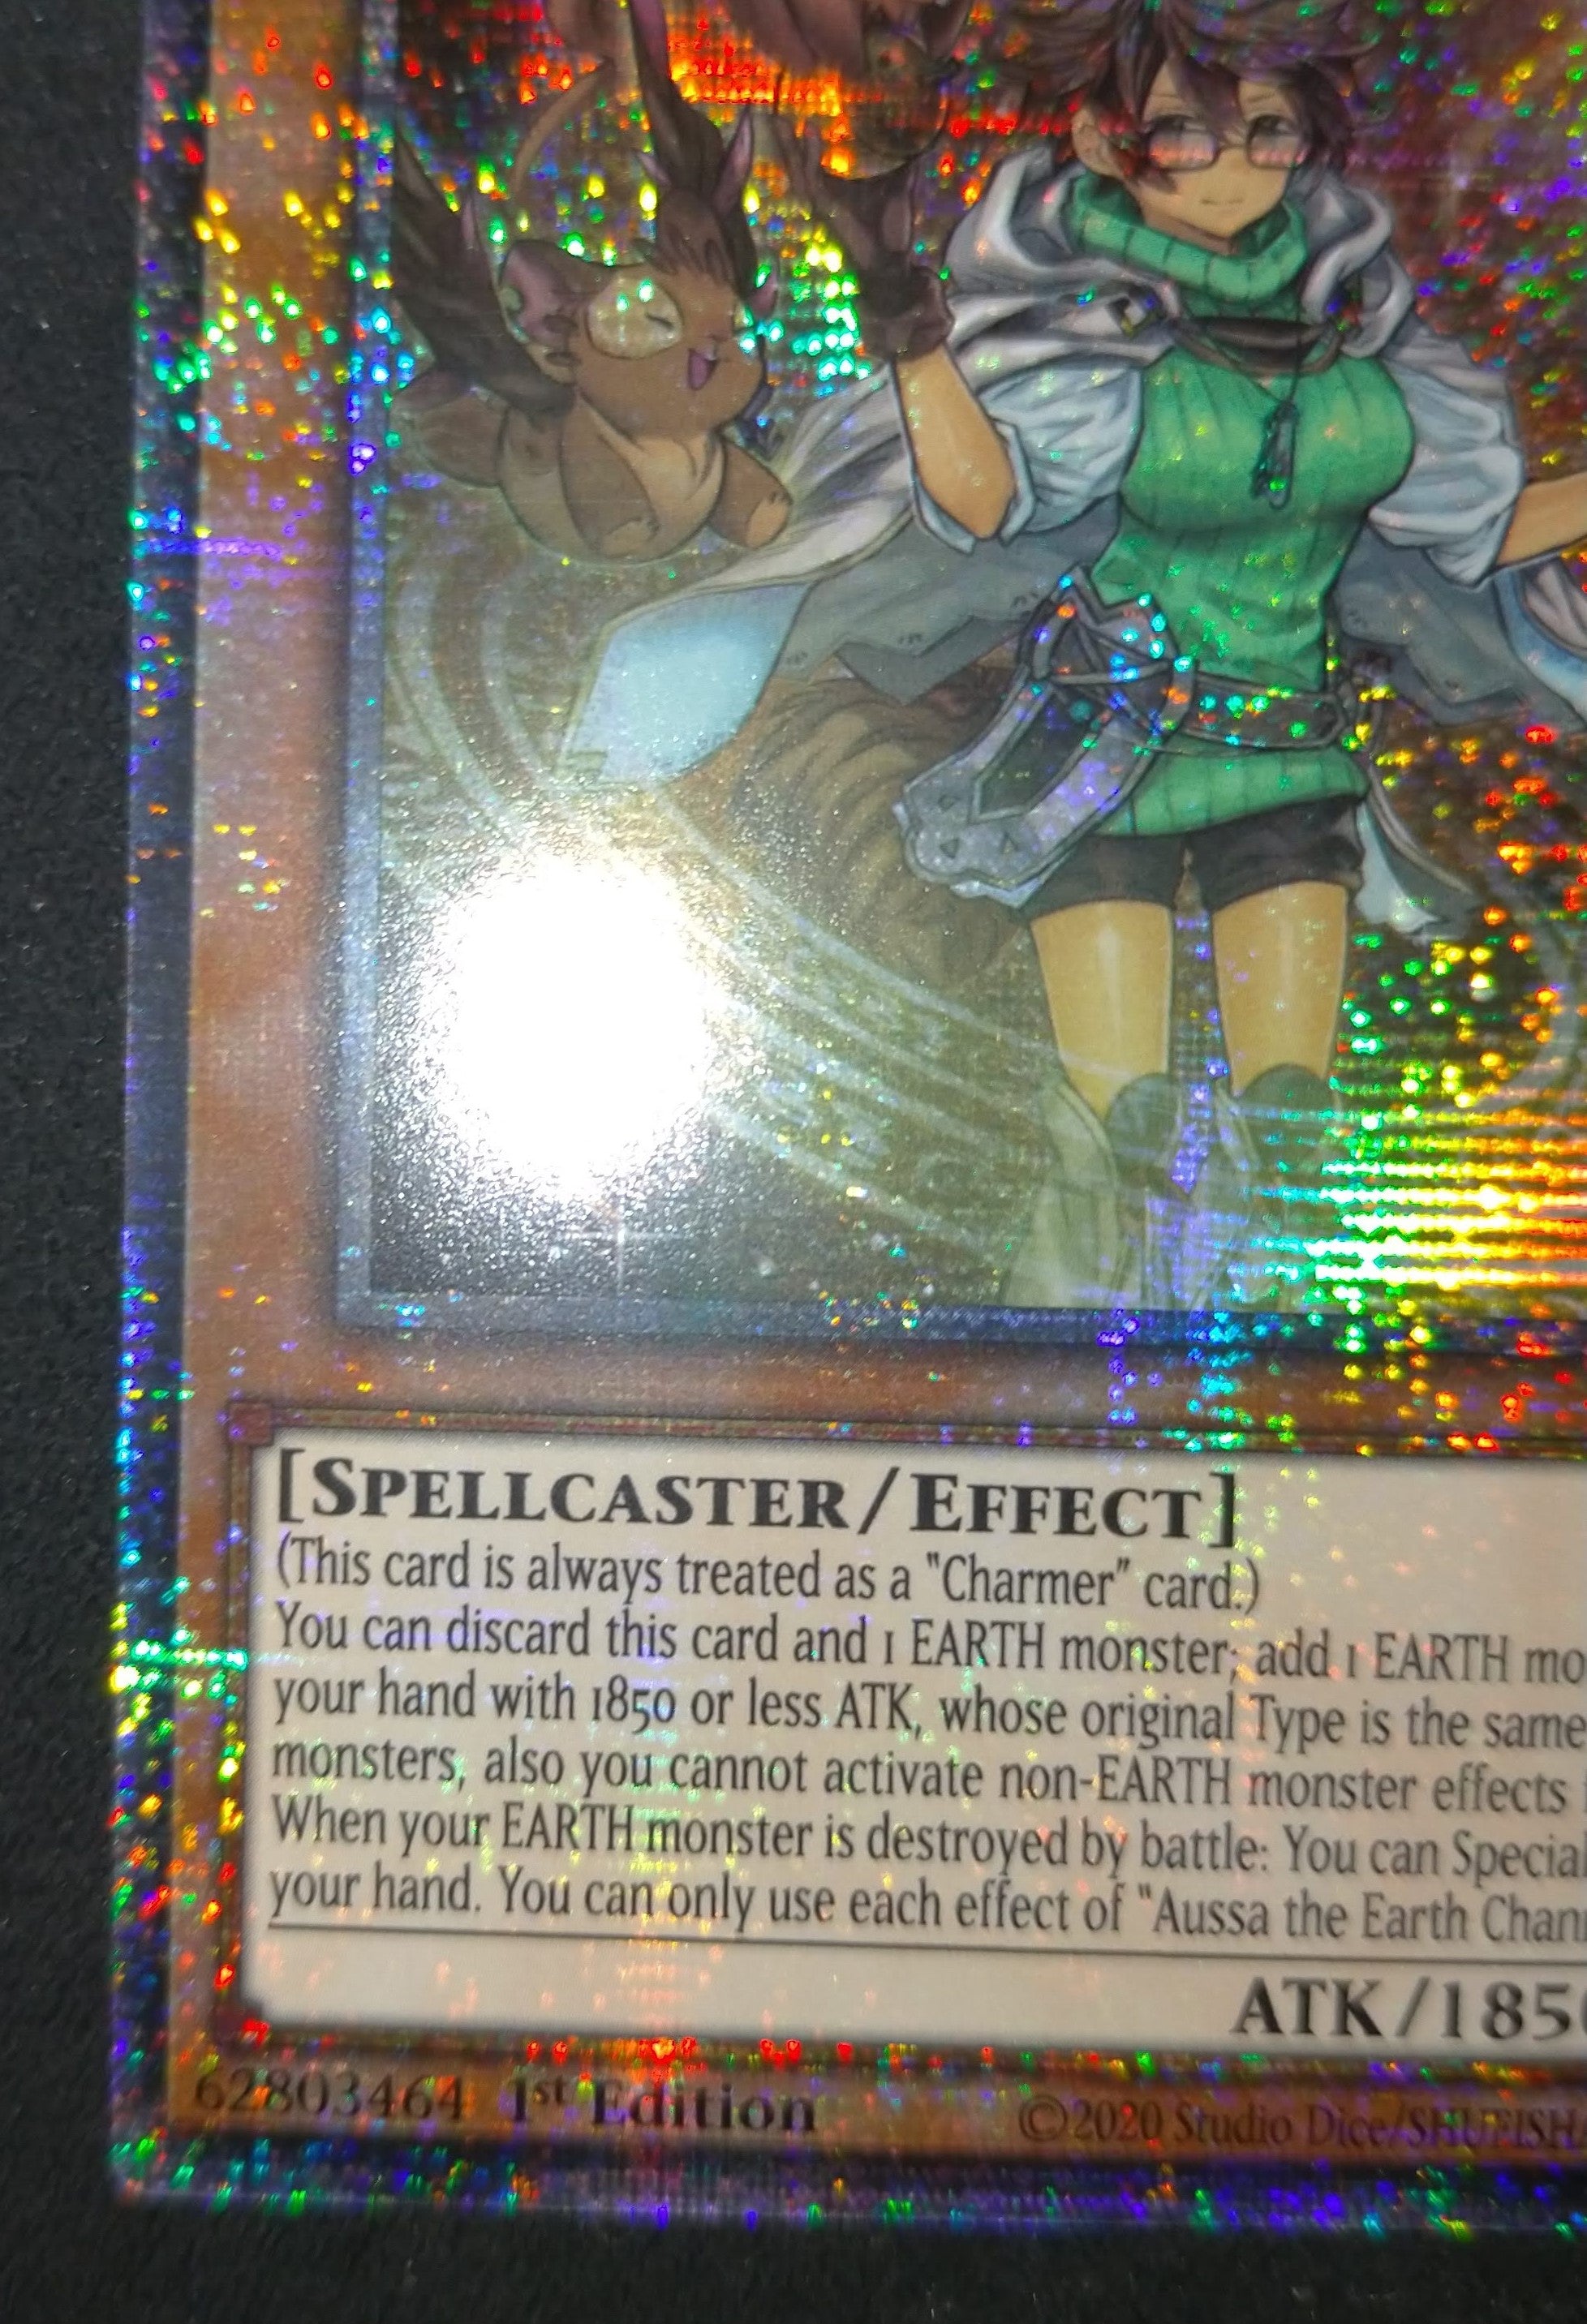 [SPELLCASTER/EFFECT]
(This card is always treated as a "Charmer" card.)
You can discard this card and 1 EARTH monster; add 1 EARTH mo
your hand with 1850 or less ATK, whose original Type is the same
monsters, also you cannot activate non-EARTH monster effects
When your EARTH monster is destroyed by battle: You can Special
your hand. You can only use each effect of "Aussa the Earth Chan
ATK/1850
62803464 1st Edition
©2020 Studio Dice/SHUEISHA